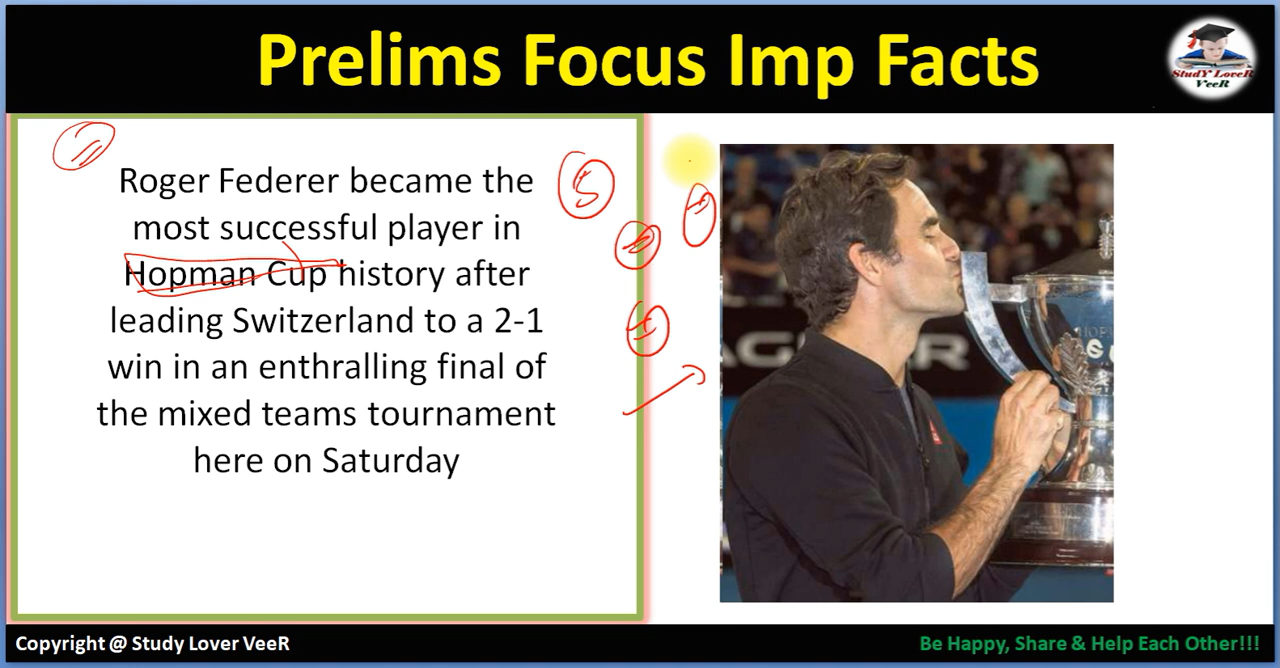 Prelims Focus Imp Facts
StudY LoveR
VeeR
Roger Federer became the
most successful player in
Hopman Cup history after
leading Switzerland to a 2-1
win in an enthralling final of
the mixed teams tournament
here on Saturday
5
Copyright @ Study Lover VeeR
Be Happy, Share & Help Each Other!!!